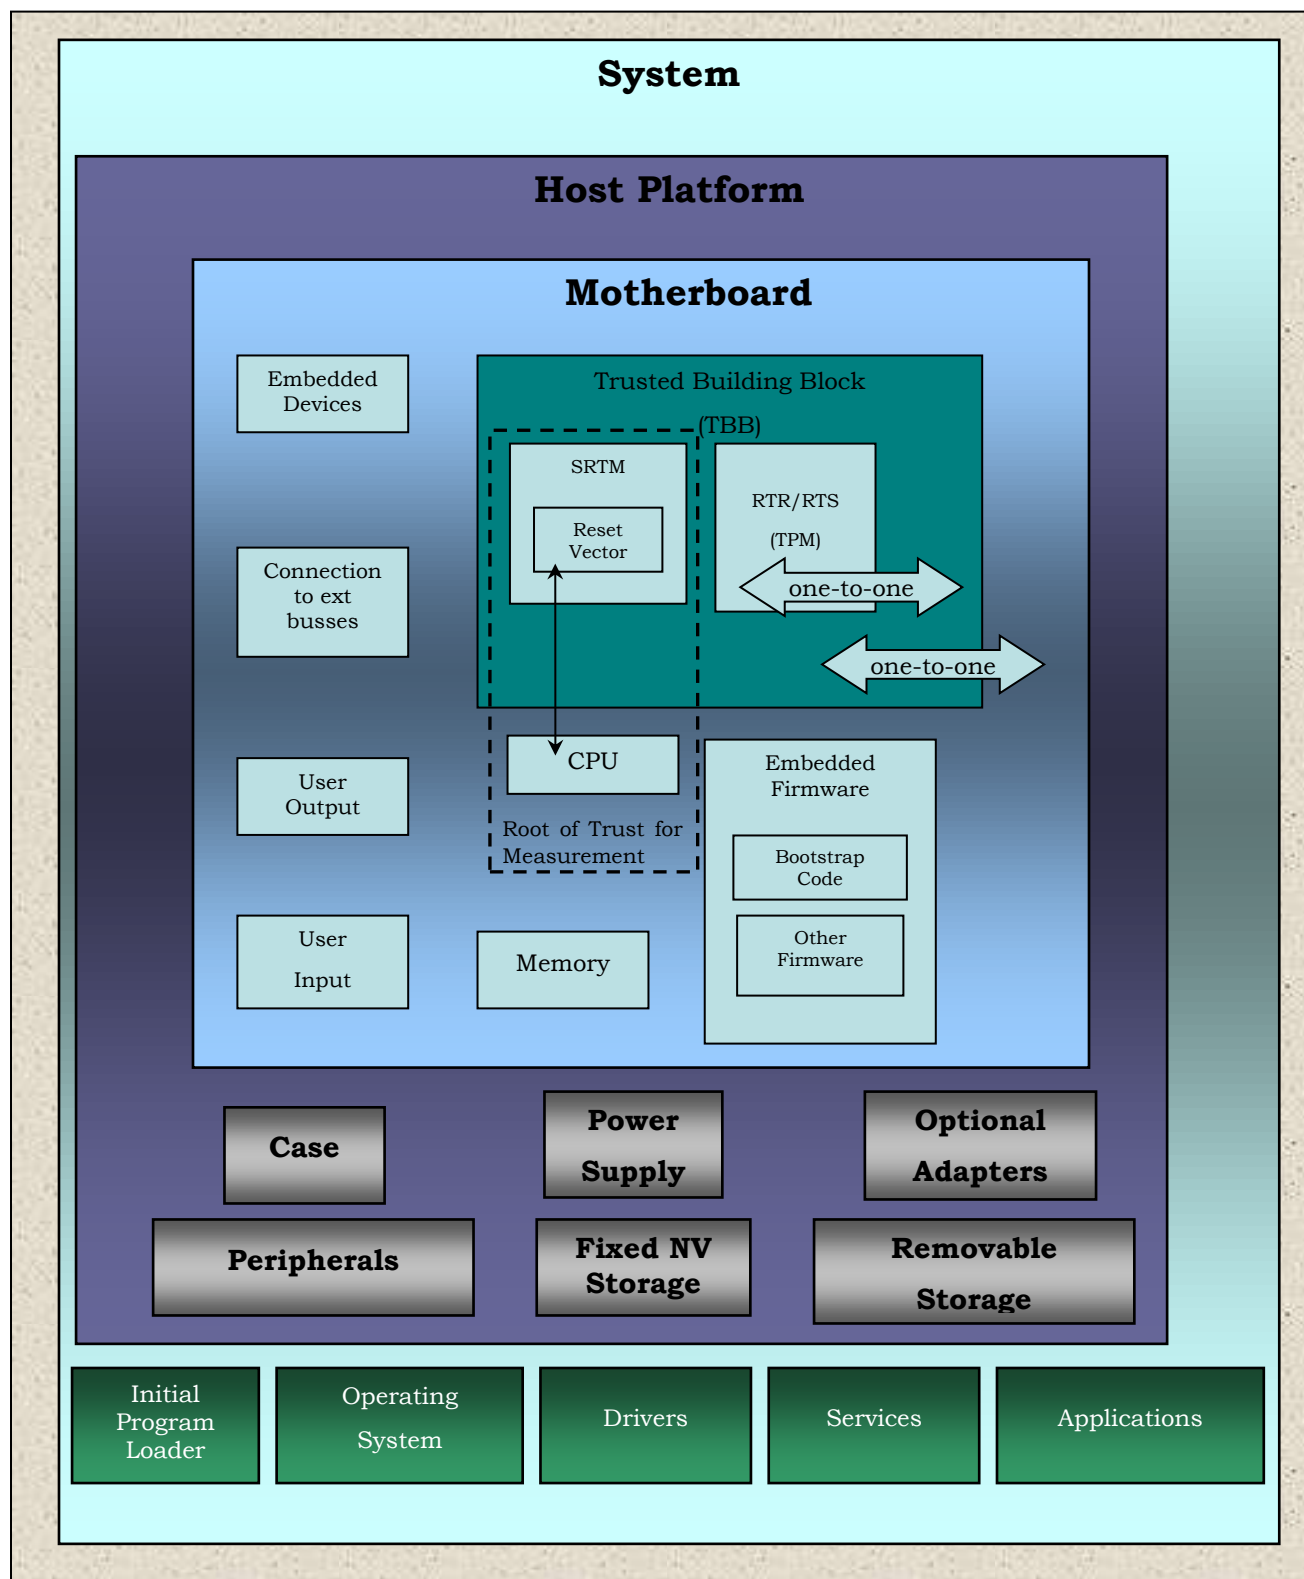 System
Host Platform
Motherboard
Embedded
Devices
Trusted Building Block
(TBB)
SRTM
Reset
Vector
RTR/RTS
(TPM)
one-to-one
one-to-one
Connection
to ext
busses
CPU
Root of Trust for
Measurement
User
Output
Embedded
Firmware
Bootstrap
Code
Other
Firmware
User
Input
Memory
Case
Power
Supply
Optional
Adapters
Peripherals
Fixed NV
Storage
Removable
Storage
Initial
Program
Loader
Operating
System
Drivers
Services
Applications